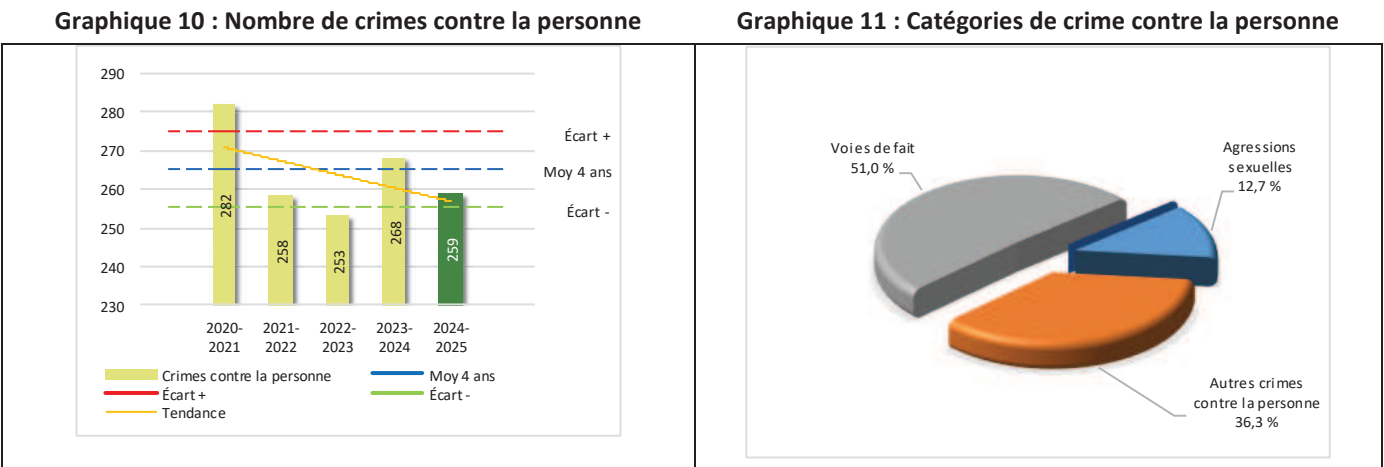 Graphique 10 : Nombre de crimes contre la personne
290
280
270
260
250
240
230
Écart +
Moy 4 ans
Écart -
282
258
253
268
259
2020-
2021
2021-
2022
2022-
2023
2023-
2024
2024-
2025
Crimes contre la personne
Moy 4 ans
Écart +
Écart -
Tendance
Graphique 11 : Catégories de crime contre la personne
Voies de fait
51,0 %
Agressions
sexuelles
12,7 %
Autres crimes
contre la personne
36,3 %